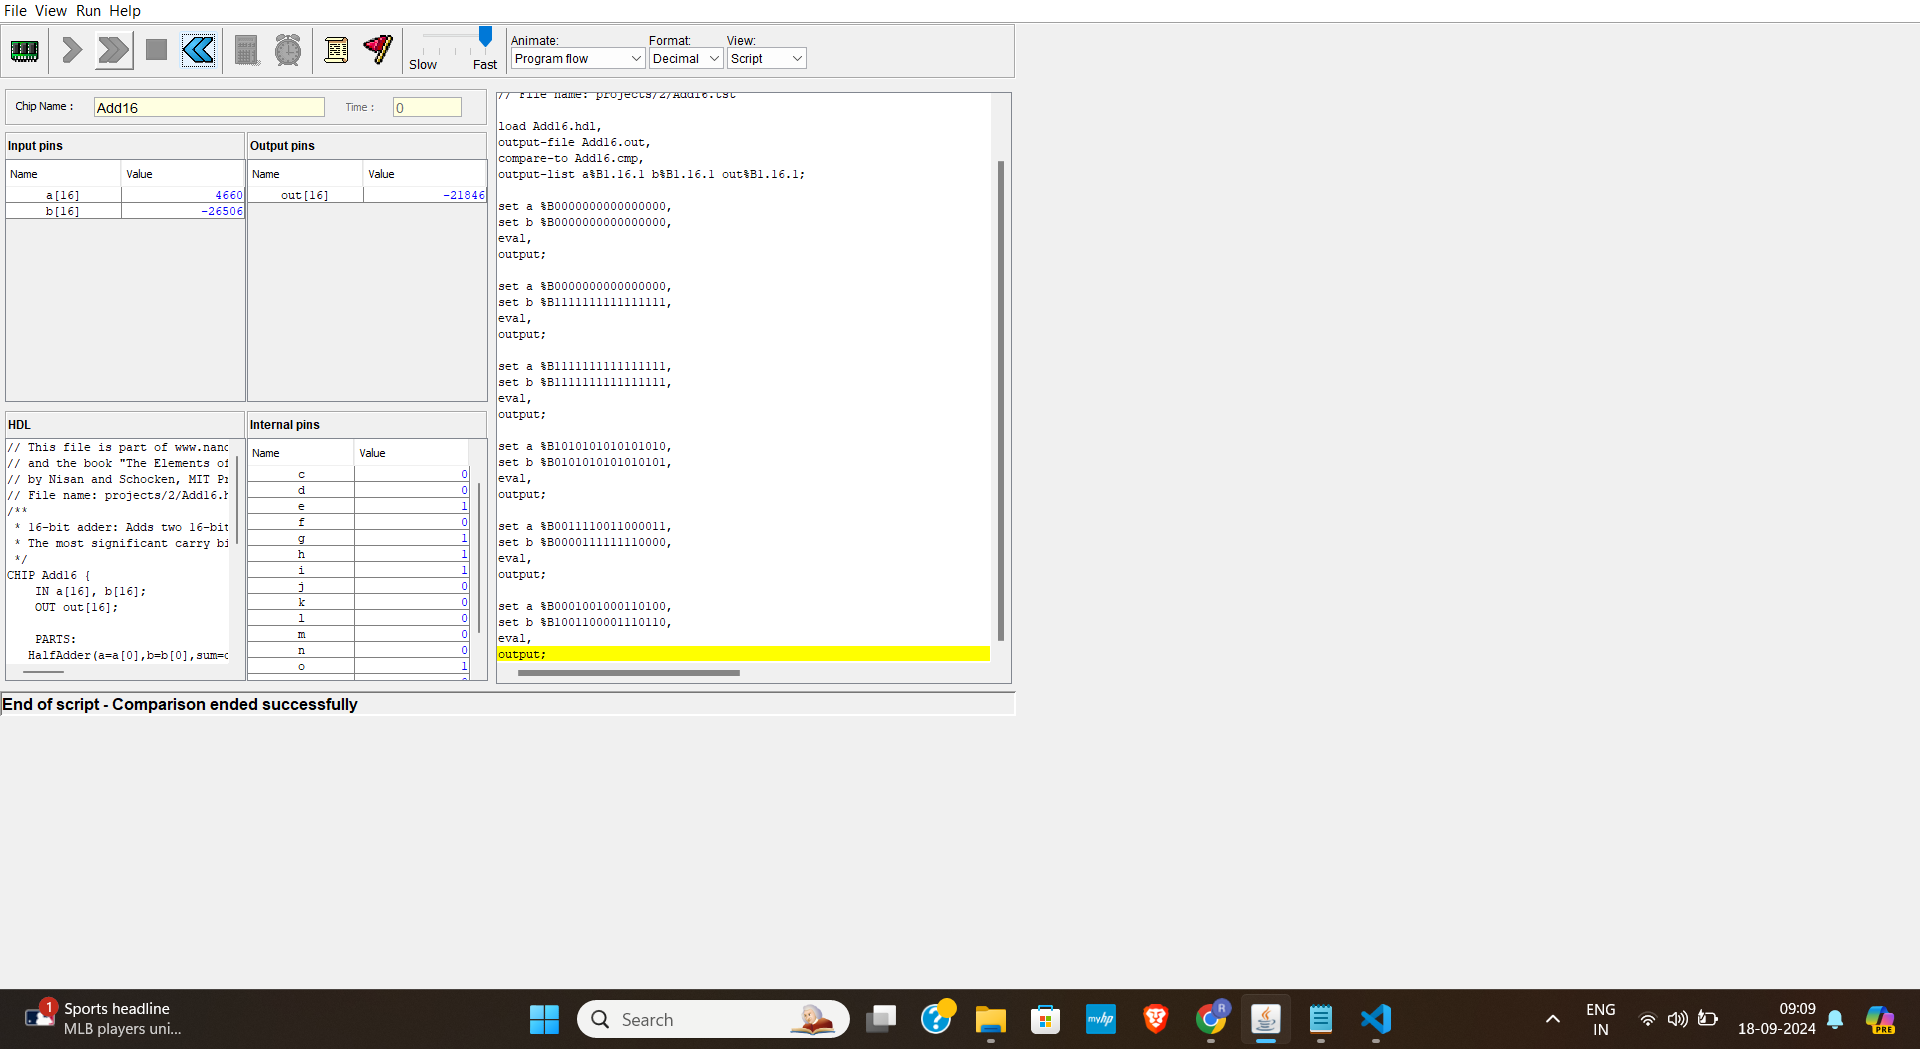 File View Run Help
Slow Fast
Animate: Format: View:
Program flow Decimal Script
Chip Name : Add16 Time : 0
Input pins
Name Value
a[16] 4660
b[16] -26506
Output pins
Name Value
out[16] -21846
HDL
// This file is part of www.nand
// and the book "The Elements of
// by Nisan and Schocken, MIT Pr
// File name: projects/2/Add16.h
/**
* 16-bit adder: Adds two 16-bit
* The most significant carry bi
*/
CHIP Add16 {
IN a[16], b[16];
OUT out[16];
PARTS:
HalfAdder(a=a[0],b=b[0],sum=o
Internal pins
Name Value
c 0
d 0
e 1
f 0
g 1
h 1
i 1
j 0
k 0
l 0
m 0
n 0
o 1
// File name: projects/2/Add16.tst
load Add16.hdl,
output-file Add16.out,
compare-to Add16.cmp,
output-list a%B1.16.1 b%B1.16.1 out%B1.16.1;
set a %B0000000000000000,
set b %B0000000000000000,
eval,
output;
set a %B0000000000000000,
set b %B1111111111111111,
eval,
output;
set a %B1111111111111111,
set b %B1111111111111111,
eval,
output;
set a %B1010101010101010,
set b %B0101010101010101,
eval,
output;
set a %B0011110011000011,
set b %B0000111111110000,
eval,
output;
set a %B0001001000110100,
set b %B1001100001110110,
eval,
output;
End of script - Comparison ended successfully
1
Sports headline
MLB players uni...
Search
myhp
R
ENG
IN
09:09
18-09-2024
PRE